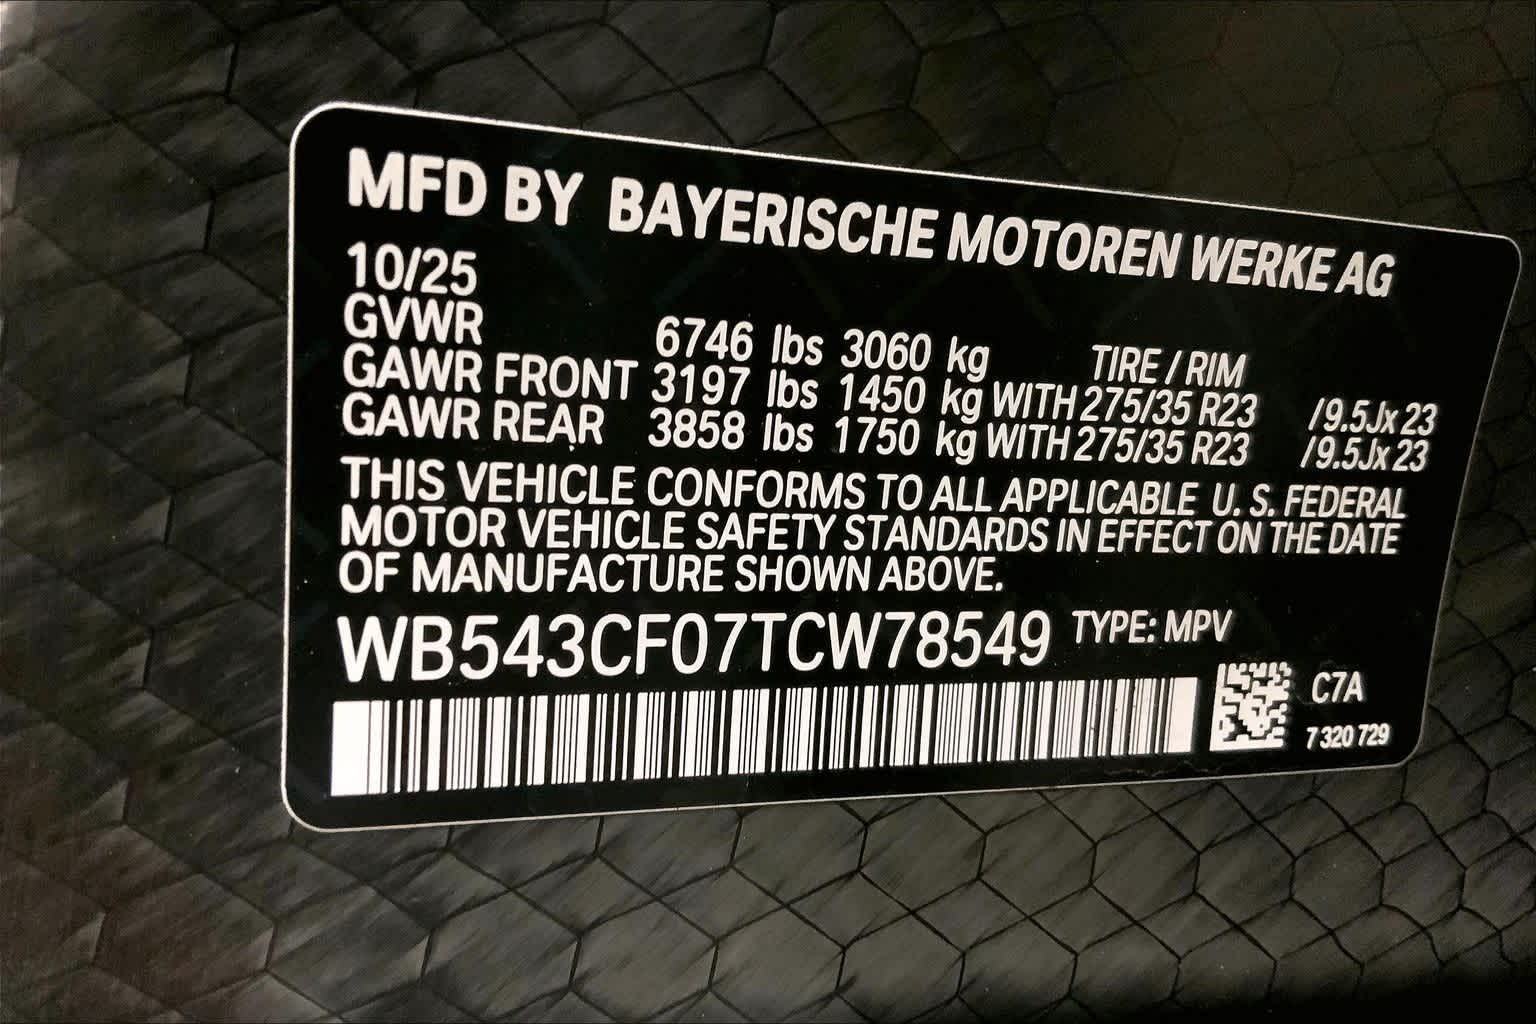 MFD BY BAYERISCHE MOTOREN WERKE AG
10/25
GVWR 6746 lbs 3060 kg TIRE / RIM
GAWR FRONT 3197 lbs 1450 kg WITH 275/35 R23 /9.5Jx23
GAWR REAR 3858 lbs 1750 kg WITH 275/35 R23 /9.5Jx23
THIS VEHICLE CONFORMS TO ALL APPLICABLE U. S. FEDERAL
MOTOR VEHICLE SAFETY STANDARDS IN EFFECT ON THE DATE
OF MANUFACTURE SHOWN ABOVE.
WB543CF07TCW78549 TYPE: MPV
C7A
7 320 729